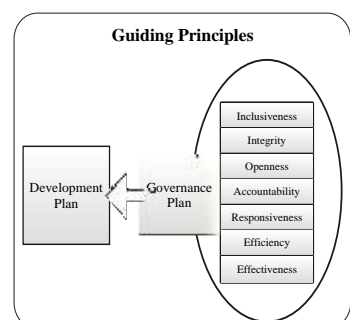 Guiding Principles
Inclusiveness
Integrity
Openness
Accountability
Responsiveness
Efficiency
Effectiveness
Development
Plan
Governance
Plan